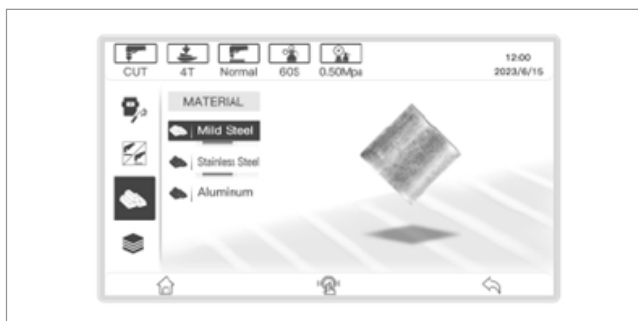 CUT 4T Normal 60S 0.50Mpa
12:00
2023/6/15
MATERIAL
Mild Steel
Stainless Steel
Aluminum